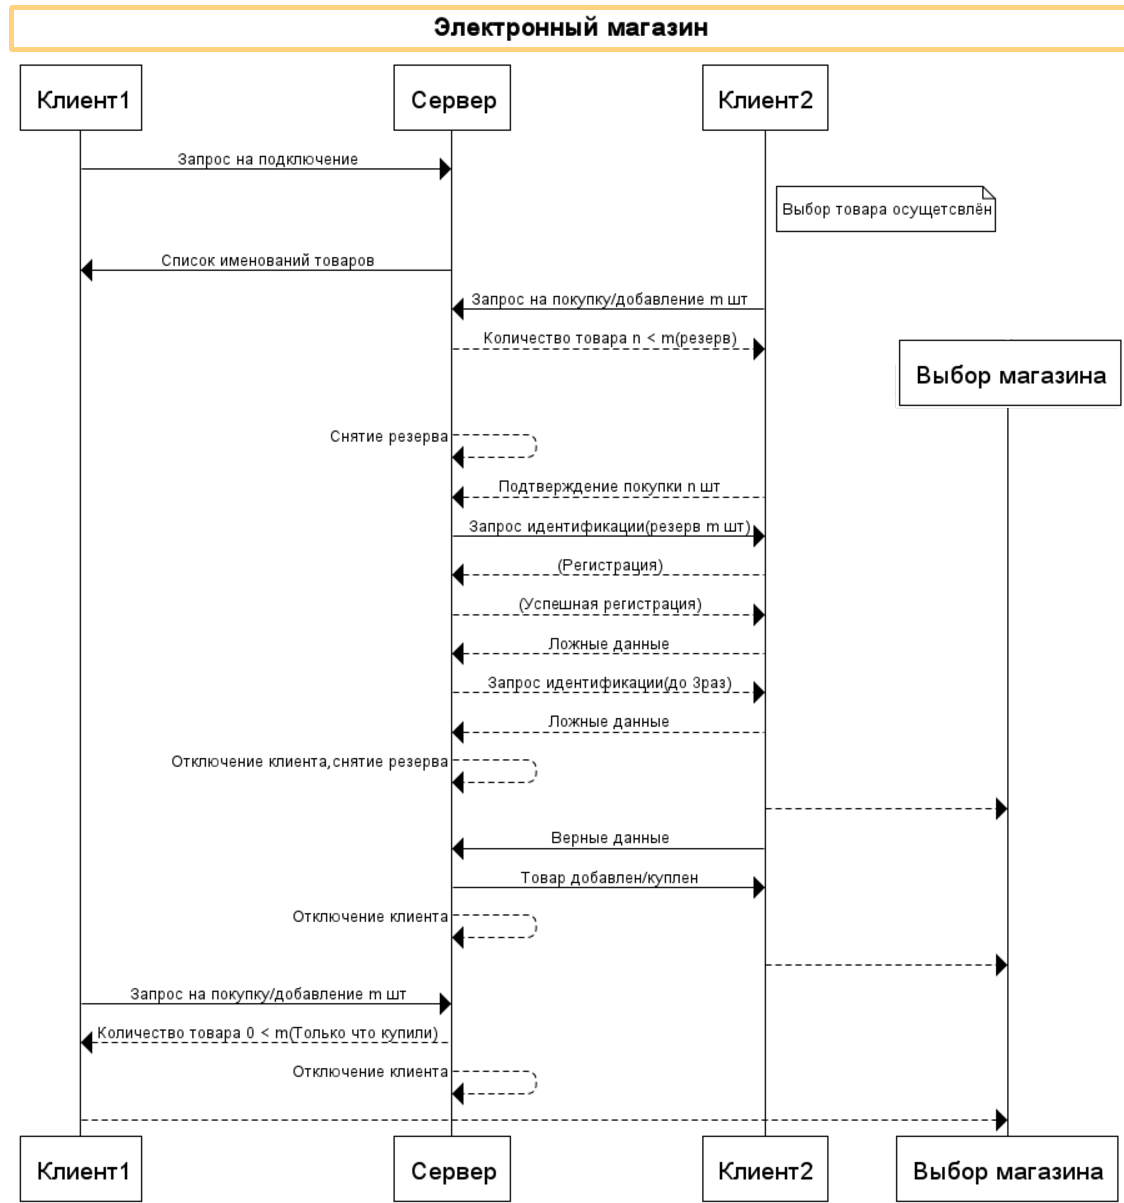 Электронный магазин
Клиент1
Сервер
Клиент2
Запрос на подключение
Выбор товара осущетсвлён
Список именований товаров
Запрос на покупку/добавление m шт
Количество товара n < m(резерв)
Выбор магазина
Снятие резерва
Подтверждение покупки n шт
Запрос идентификации(резерв m шт)
(Регистрация)
(Успешная регистрация)
Ложные данные
Запрос идентификации(до 3раз)
Ложные данные
Отключение клиента,снятие резерва
Верные данные
Товар добавлен/куплен
Отключение клиента
Запрос на покупку/добавление m шт
Количество товара 0 < m(Только что купили)
Отключение клиента
Клиент1
Сервер
Клиент2
Выбор магазина